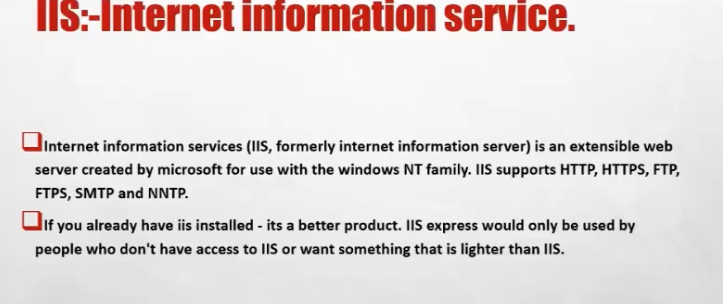 IIS:-Internet information service.
Internet information services (IIS, formerly internet information server) is an extensible web
server created by microsoft for use with the windows NT family. IIS supports HTTP, HTTPS, FTP,
FTPS, SMTP and NNTP.
If you already have iis installed - its a better product. IIS express would only be used by
people who don't have access to IIS or want something that is lighter than IIS.